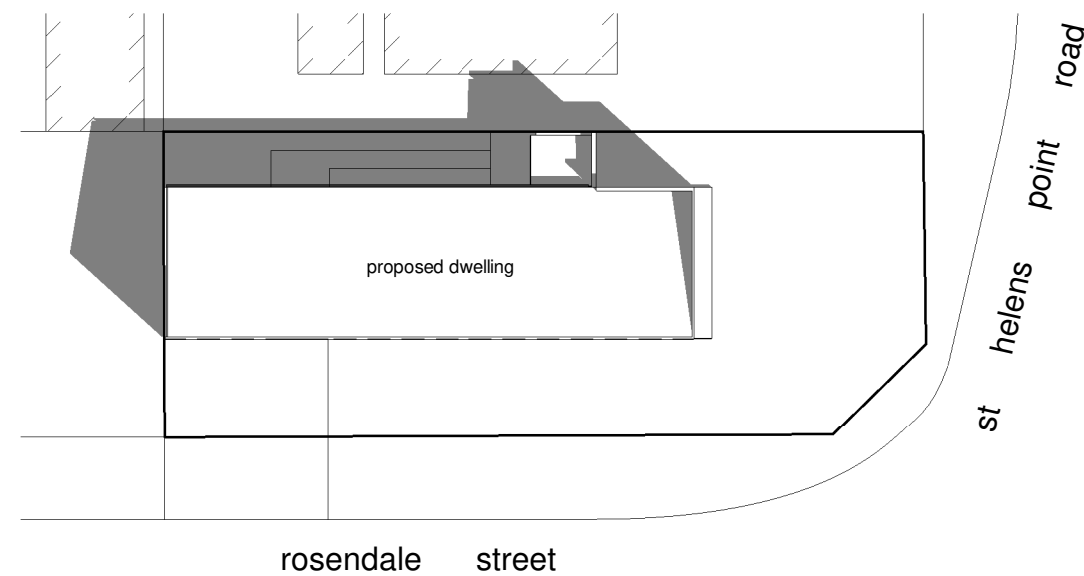 proposed dwelling
rosendale street
st helens point road